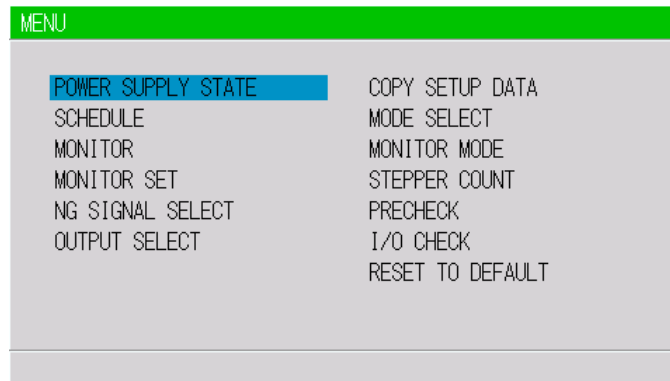 MENU
POWER SUPPLY STATE
SCHEDULE
MONITOR
MONITOR SET
NG SIGNAL SELECT
OUTPUT SELECT
COPY SETUP DATA
MODE SELECT
MONITOR MODE
STEPPER COUNT
PRECHECK
I/O CHECK
RESET TO DEFAULT